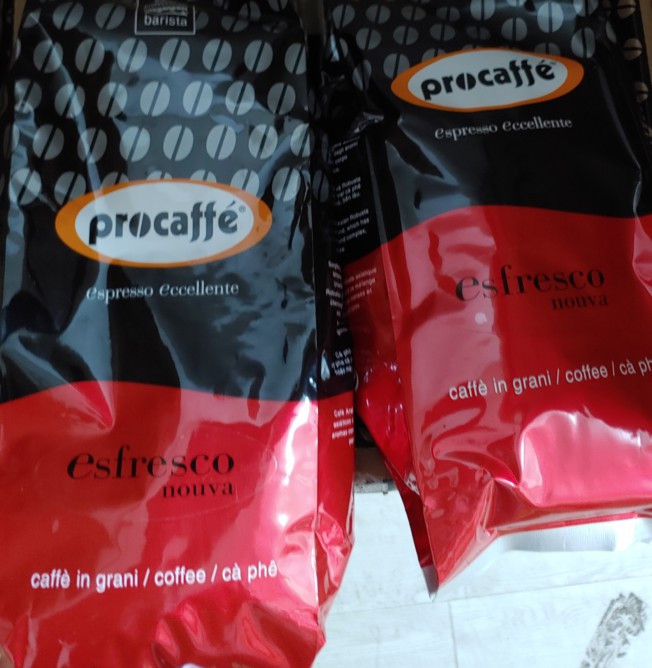 barista
procaffé®
espresso eccellente
esfresco
nouva
caffè in grani / coffee / cà phê
procaffé®
espresso eccellente
esfresco
nouva
caffè in grani / coffee / cà